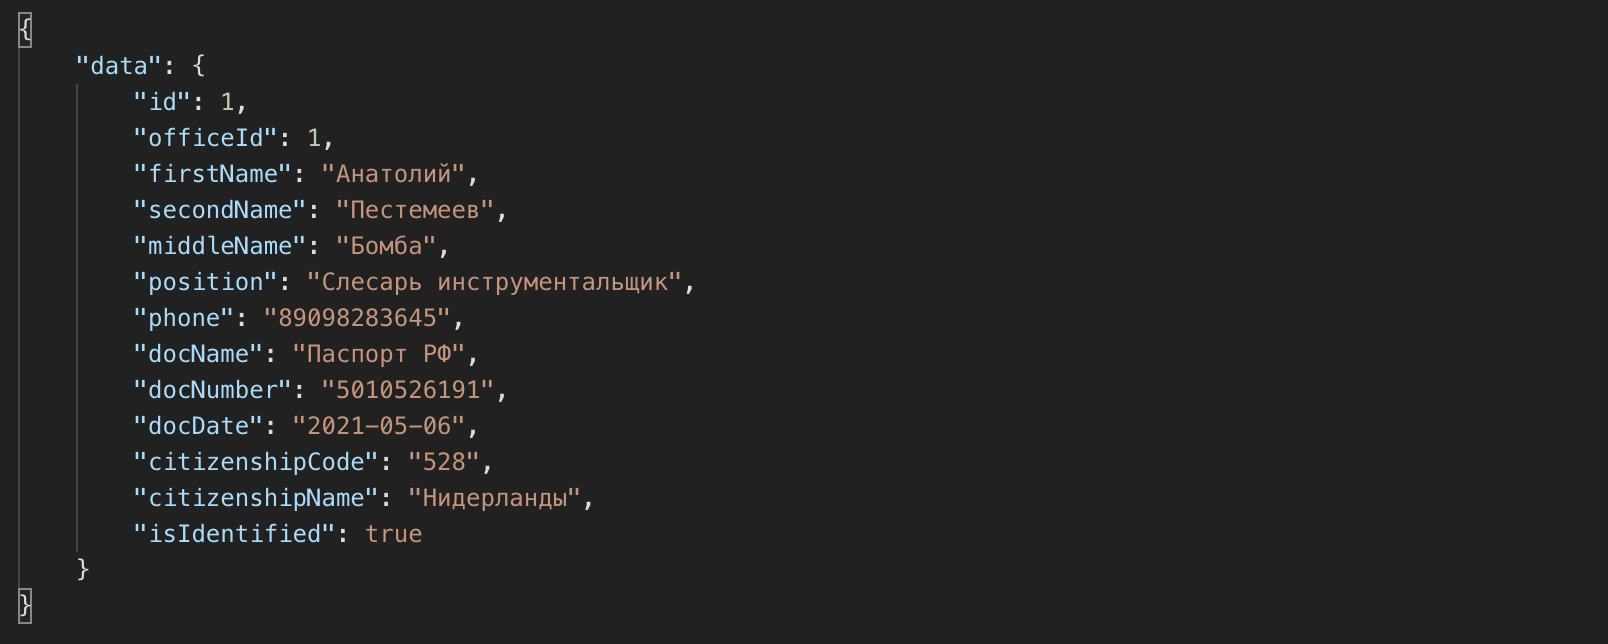 {
"data": {
"id": 1,
"officeId": 1,
"firstName": "Анатолий",
"secondName": "Пестемеев",
"middleName": "Бомба",
"position": "Слесарь инструментальщик",
"phone": "89098283645",
"docName": "Паспорт РФ",
"docNumber": "5010526191",
"docDate": "2021-05-06",
"citizenshipCode": "528",
"citizenshipName": "Нидерланды",
"isIdentified": true
}
}